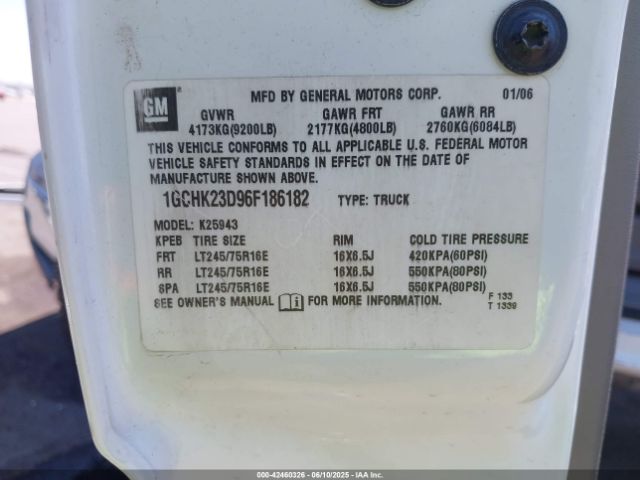 GM
MFD BY GENERAL MOTORS CORP. 01/06
GVWR GAWR FRT GAWR RR
4173KG(9200LB) 2177KG(4800LB) 2760KG(6084LB)
THIS VEHICLE CONFORMS TO ALL APPLICABLE U.S. FEDERAL MOTOR
VEHICLE SAFETY STANDARDS IN EFFECT ON THE DATE OF
MANUFACTURE SHOWN ABOVE.
1GCHK23D96F186182 TYPE: TRUCK
MODEL: K25943
KPEB TIRE SIZE RIM COLD TIRE PRESSURE
FRT LT245/75R16E 16X6.5J 420KPA(60PSI)
RR LT245/75R16E 16X6.5J 550KPA(80PSI)
SPA LT245/75R16E 16X6.5J 550KPA(80PSI)
SEE OWNER'S MANUAL FOR MORE INFORMATION.
F 133
T 1339
000-42460326 - 06/10/2025 - IAAI.COM